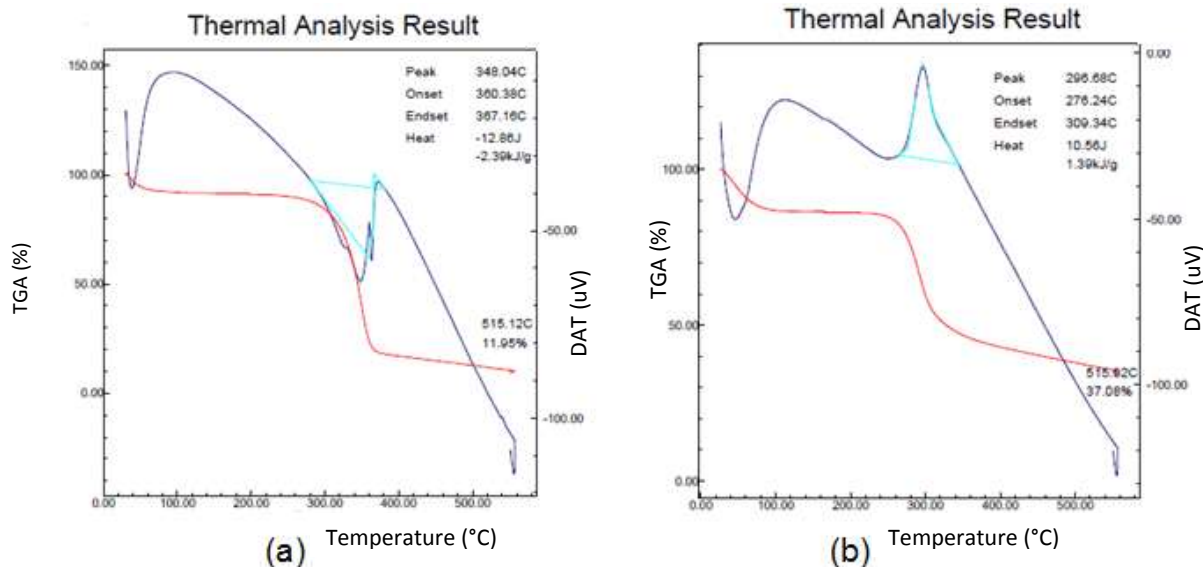 Thermal Analysis Result
150.00
100.00
50.00
0.00
TGA (%)
Peak 348.04C
Onset 360.38C
Endset 367.16C
Heat -12.86J
-2.39kJ/g
-50.00
-100.00
DAT (uV)
515.12C
11.95%
0.00 100.00 200.00 300.00 400.00 500.00
Temperature (°C)
(a)
Thermal Analysis Result
100.00
50.00
0.00
TGA (%)
Peak 296.68C
Onset 276.24C
Endset 309.34C
Heat 10.56J
1.39kJ/g
0.00
-50.00
-100.00
DAT (uV)
515.92C
37.08%
0.00 100.00 200.00 300.00 400.00 500.00
Temperature (°C)
(b)